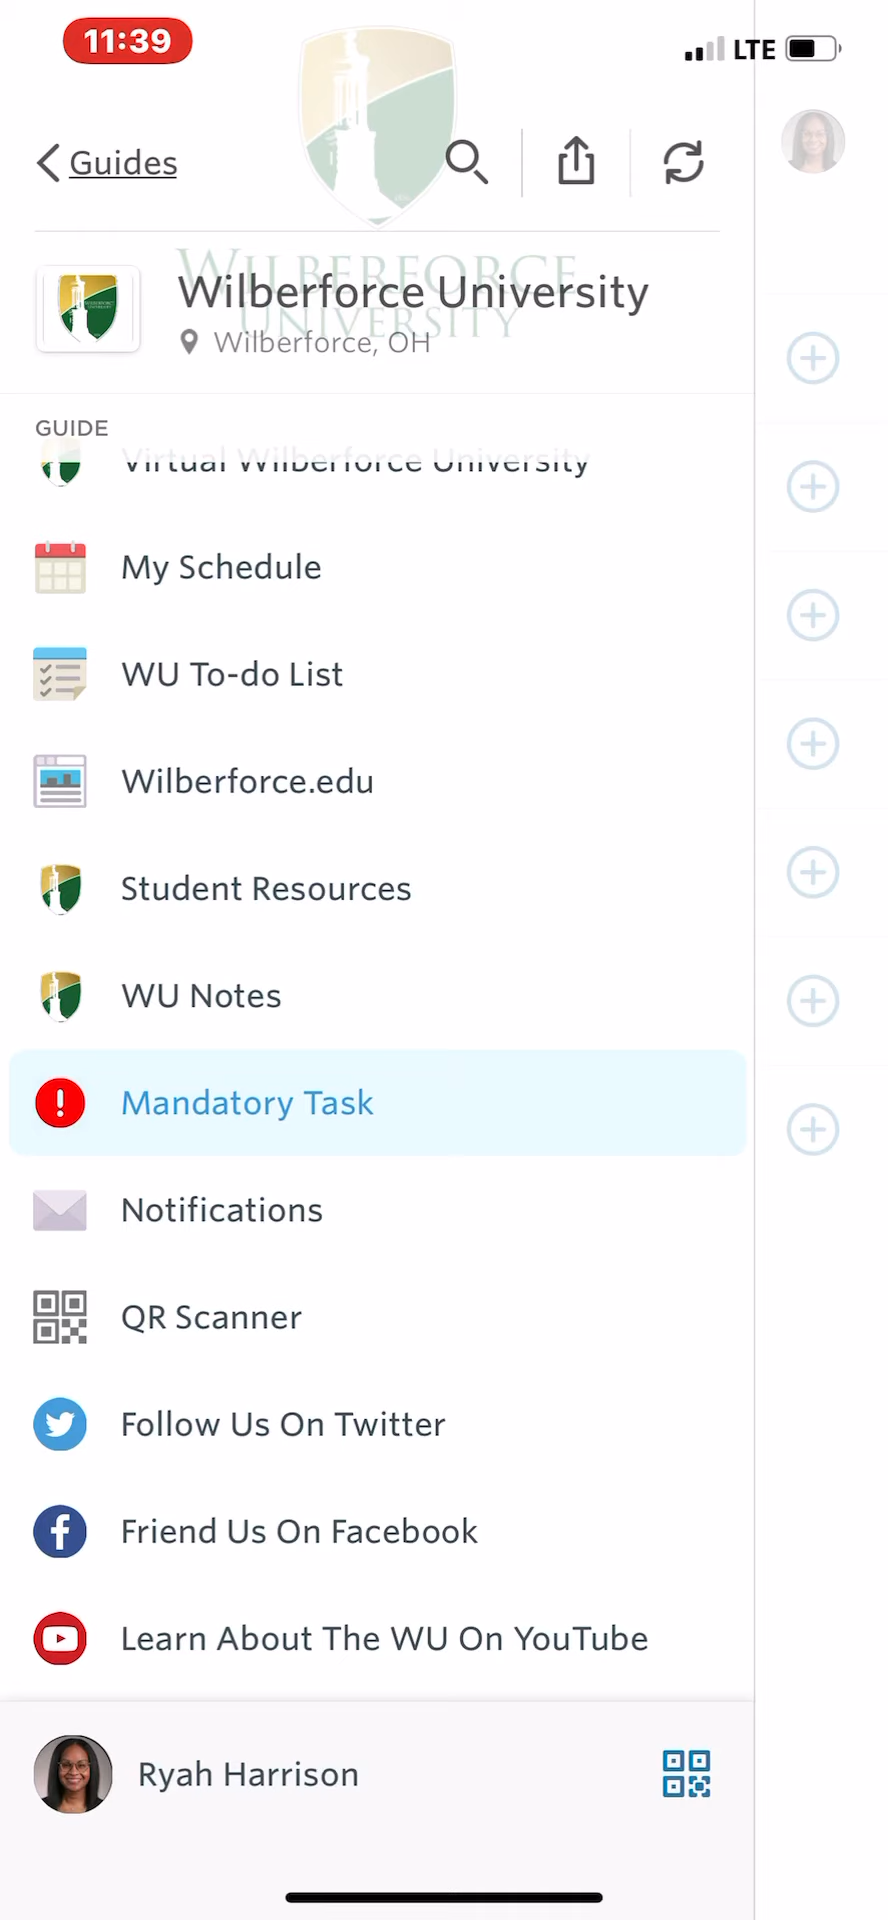 11:39
LTE
Guides
WILBERFORCE
UNIVERSITY
Wilberforce University
Wilberforce, OH
GUIDE
Virtual Wilberforce University
My Schedule
WU To-do List
Wilberforce.edu
Student Resources
WU Notes
Mandatory Task
Notifications
QR Scanner
Follow Us On Twitter
Friend Us On Facebook
Learn About The WU On YouTube
Ryah Harrison